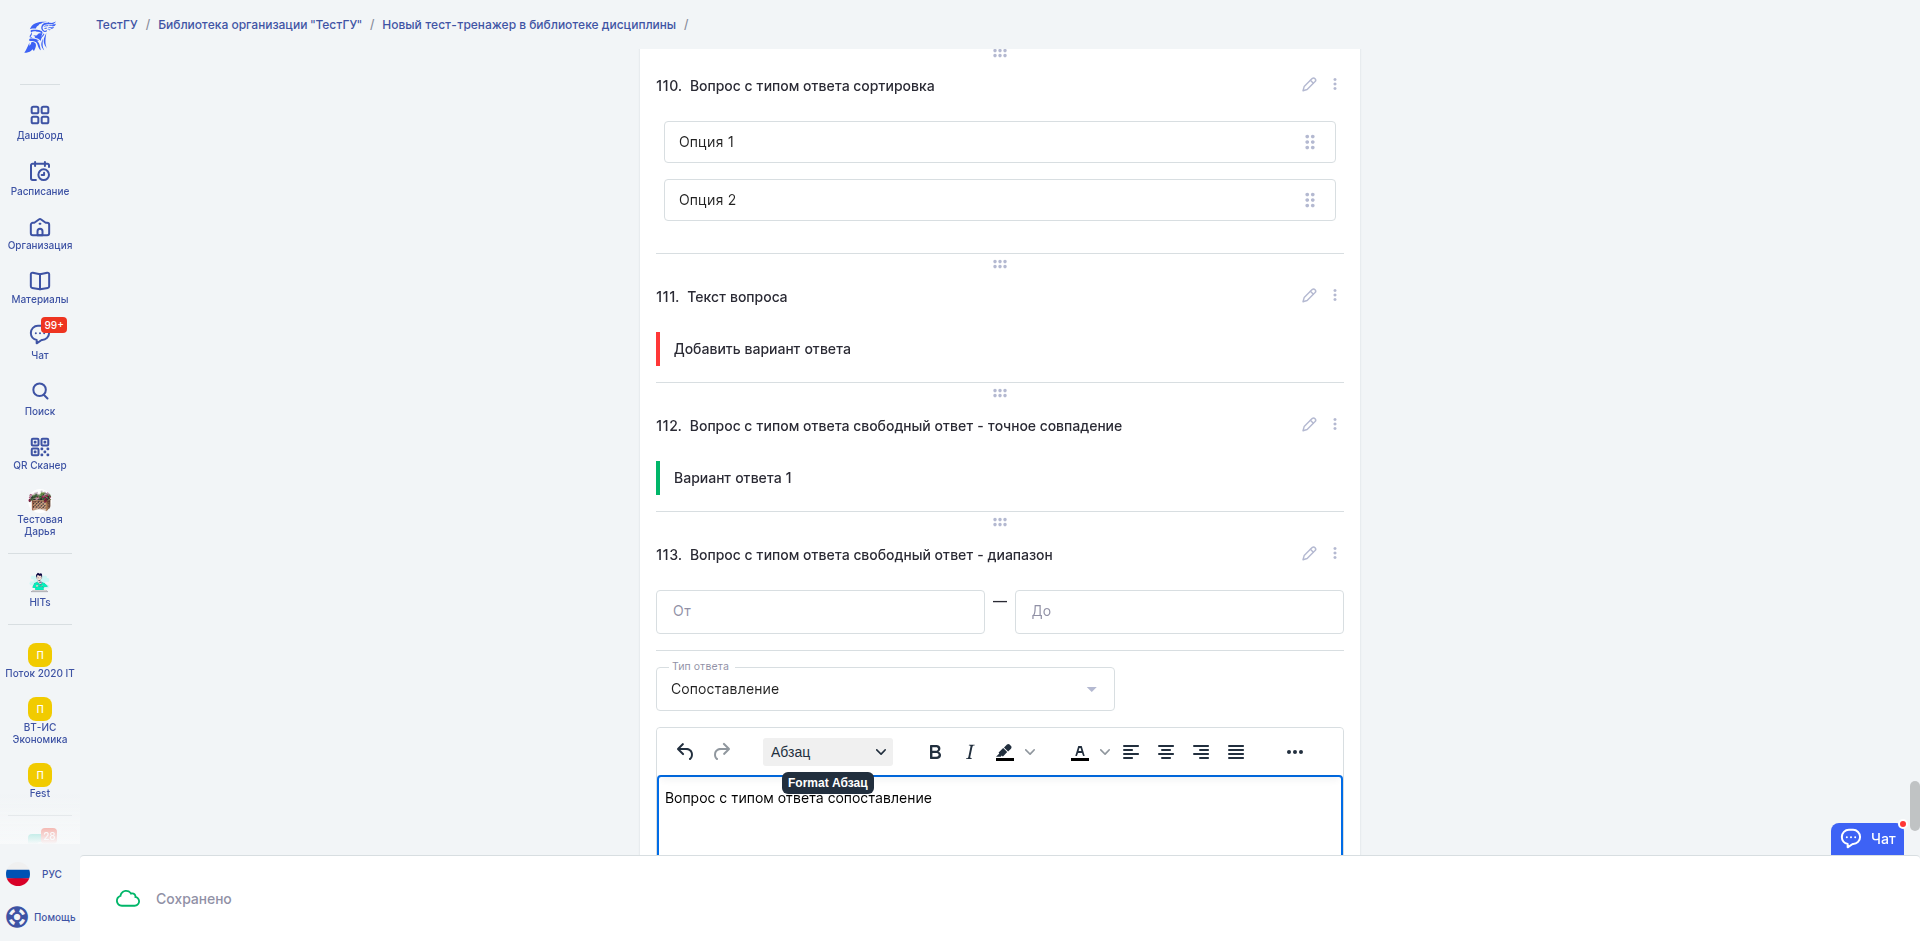 ТестГУ / Библиотека организации "ТестГУ" / Новый тест-тренажер в библиотеке дисциплины /
Дашборд
Расписание
Организация
Материалы
99+
Чат
Поиск
QR Сканер
Тестовая
Дарья
HITs
П
Поток 2020 IT
П
ВТ-ИС
Экономика
П
Fest
28
РУС
Помощь
110. Вопрос с типом ответа сортировка
Опция 1
Опция 2
111. Текст вопроса
Добавить вариант ответа
112. Вопрос с типом ответа свободный ответ - точное совпадение
Вариант ответа 1
113. Вопрос с типом ответа свободный ответ - диапазон
От — До
Тип ответа
Сопоставление
Абзац B I A
Format Абзац
Вопрос с типом ответа сопоставление
Чат
Сохранено